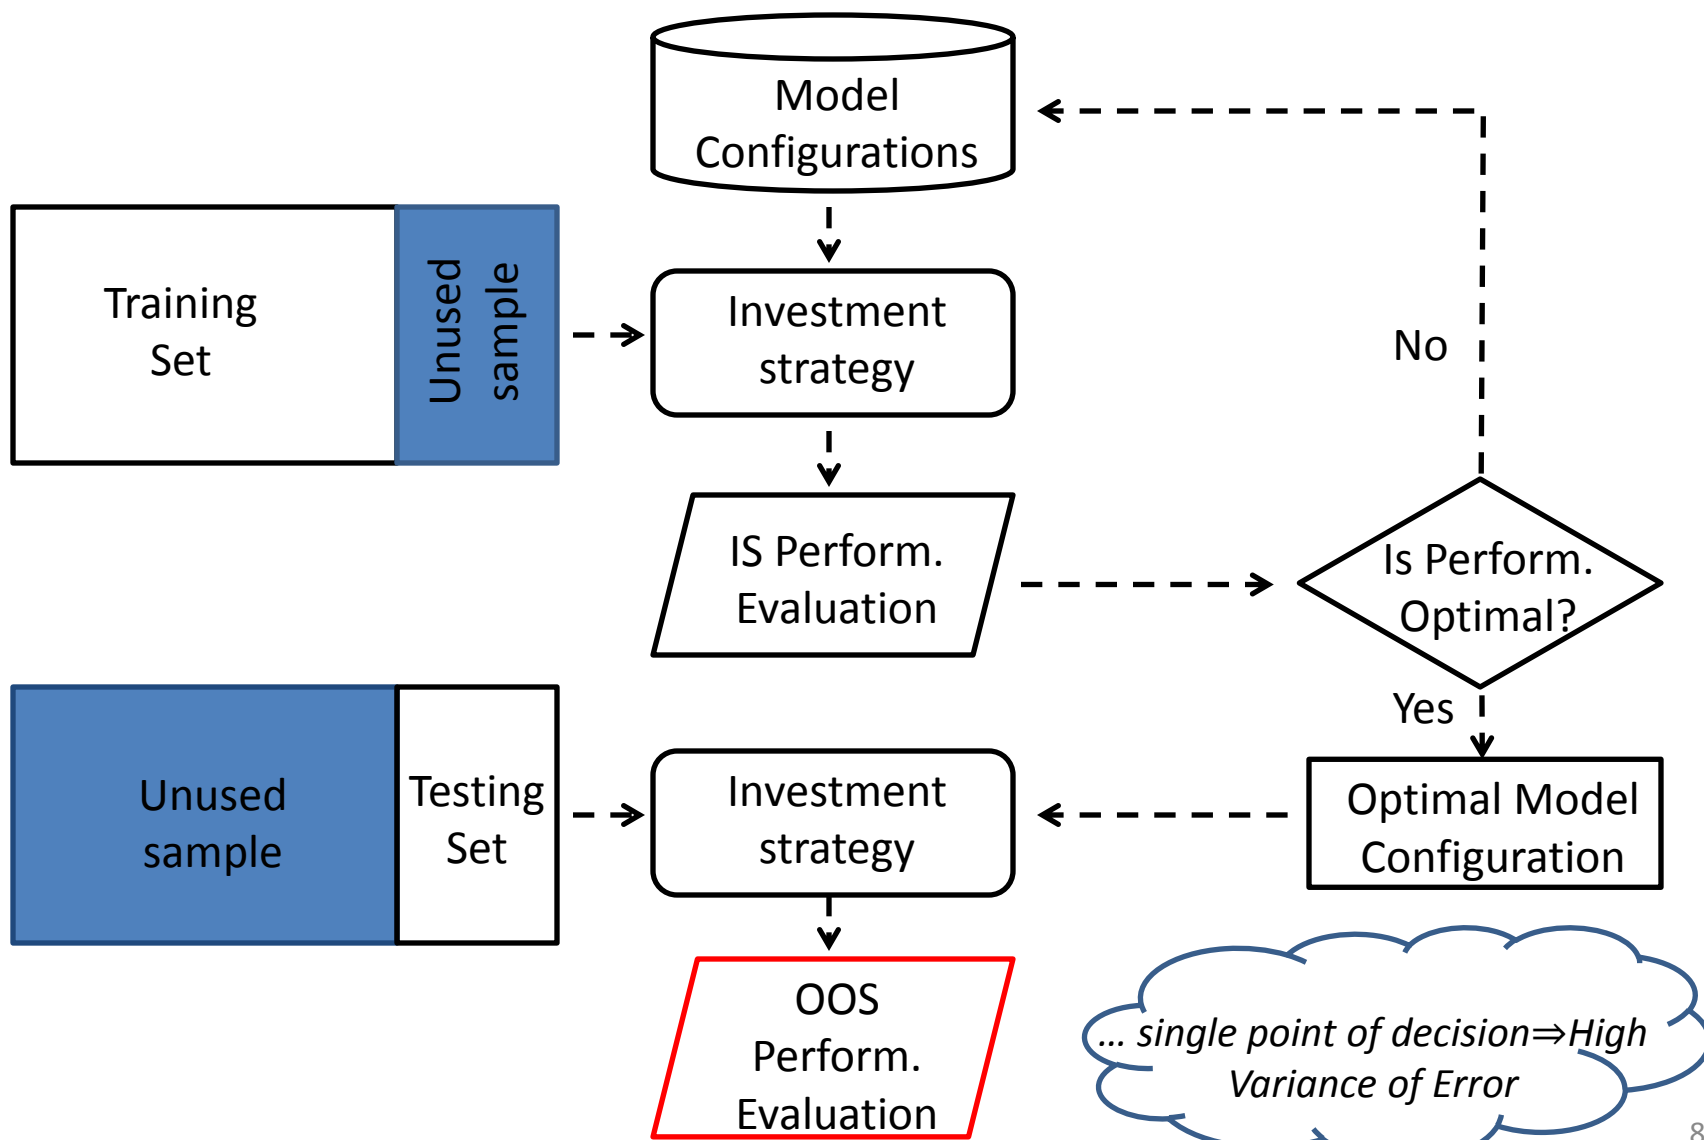 Model
Configurations
Training
Set
Unused
sample
Investment
strategy
No
IS Perform.
Evaluation
Is Perform.
Optimal?
Yes
Unused
sample
Testing
Set
Investment
strategy
Optimal Model
Configuration
OOS
Perform.
Evaluation
... single point of decision⇒High
Variance of Error
8